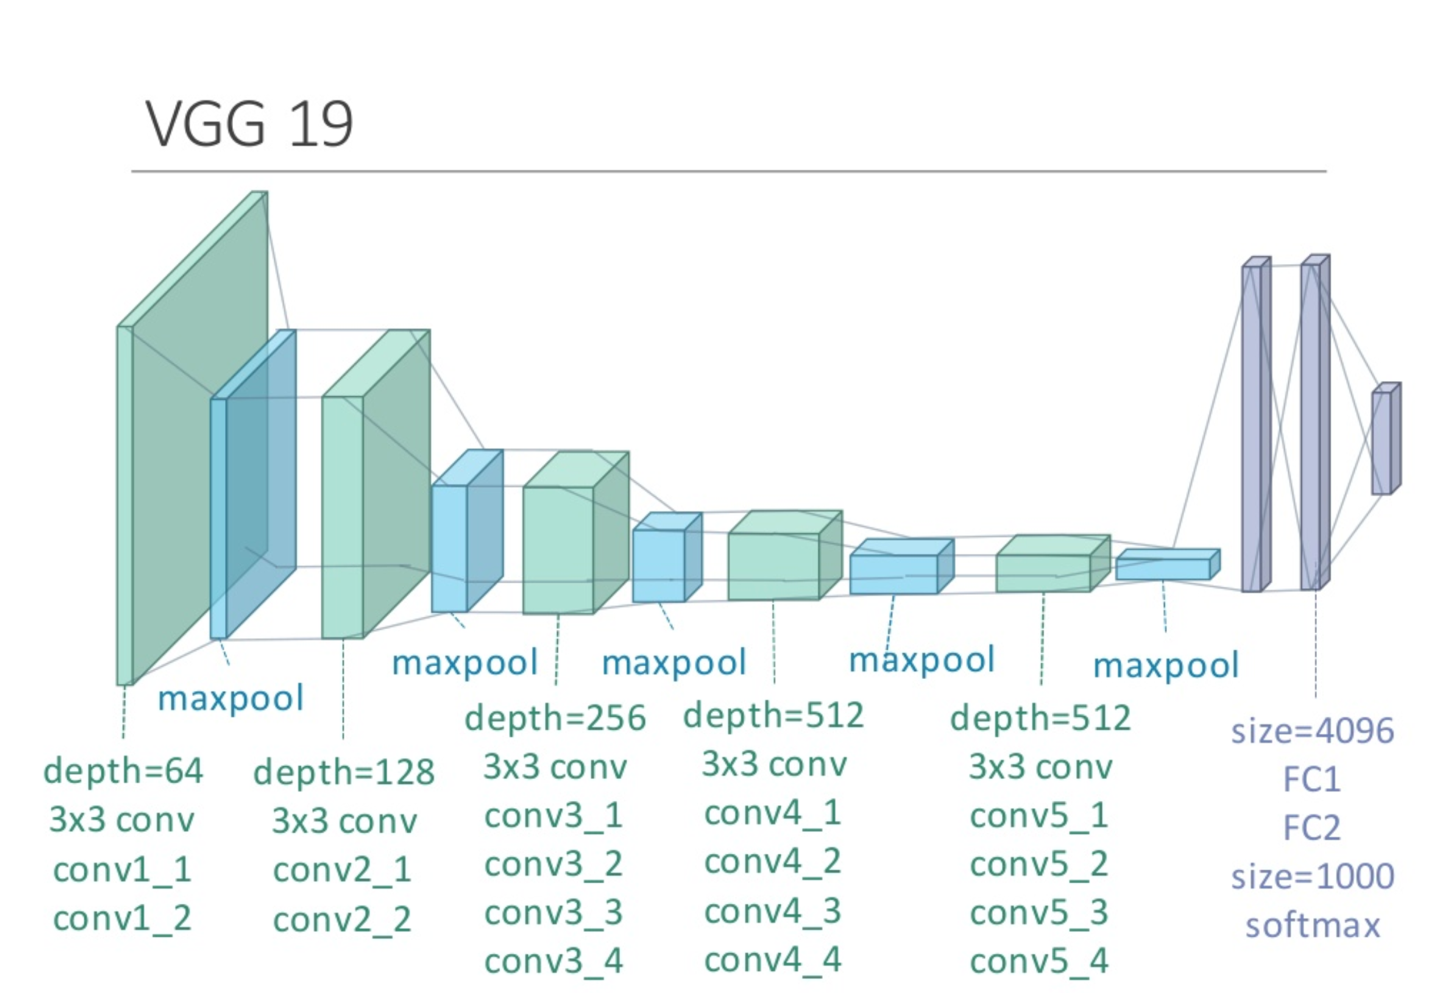 VGG 19
maxpool
maxpool
maxpool
maxpool
maxpool
depth=64
3x3 conv
conv1_1
conv1_2
depth=128
3x3 conv
conv2_1
conv2_2
depth=256
3x3 conv
conv3_1
conv3_2
conv3_3
conv3_4
depth=512
3x3 conv
conv4_1
conv4_2
conv4_3
conv4_4
depth=512
3x3 conv
conv5_1
conv5_2
conv5_3
conv5_4
size=4096
FC1
FC2
size=1000
softmax